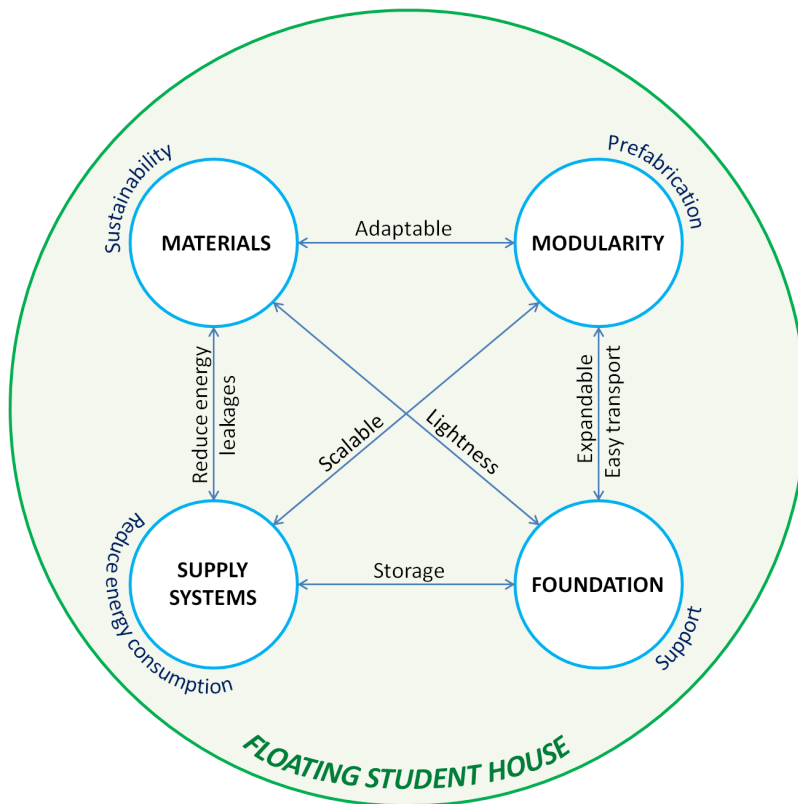 Sustainability
Prefabrication
MATERIALS
Adaptable
MODULARITY
Reduce energy
leakages
Scalable
Lightness
Expandable
Easy transport
Reduce energy consumption
SUPPLY
SYSTEMS
Storage
FOUNDATION
Support
FLOATING STUDENT HOUSE